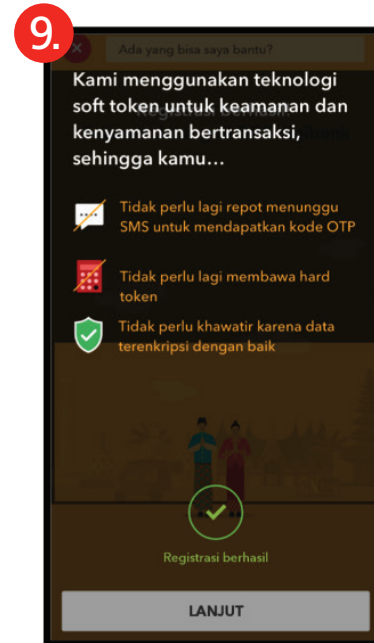 9.
Ada yang bisa saya bantu?
Kami menggunakan teknologi
soft token untuk keamanan dan
kenyamanan bertransaksi,
sehingga kamu...
Tidak perlu lagi repot menunggu
SMS untuk mendapatkan kode OTP
Tidak perlu lagi membawa hard
token
Tidak perlu khawatir karena data
terenkripsi dengan baik
Registrasi berhasil
LANJUT